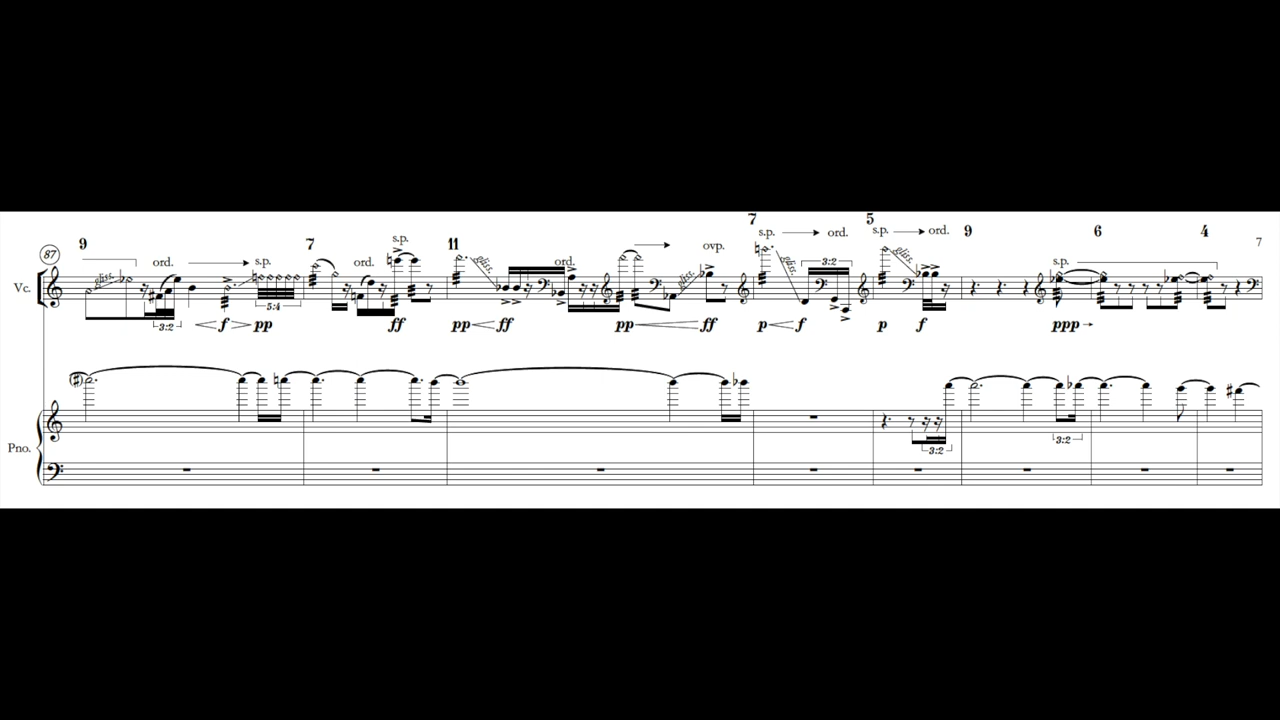 7 5
s.p. ord. s.p. ord. 9 6 4
9 7 s.p. 11 ovp. 7
87 ord. s.p. ord. ord. s.p.
gliss. gliss. gliss. gliss. gliss.
Vc.
5:4 3:2
3:2 f pp ff pp ff pp ff p f p f ppp
3:2 3:2
Pno.